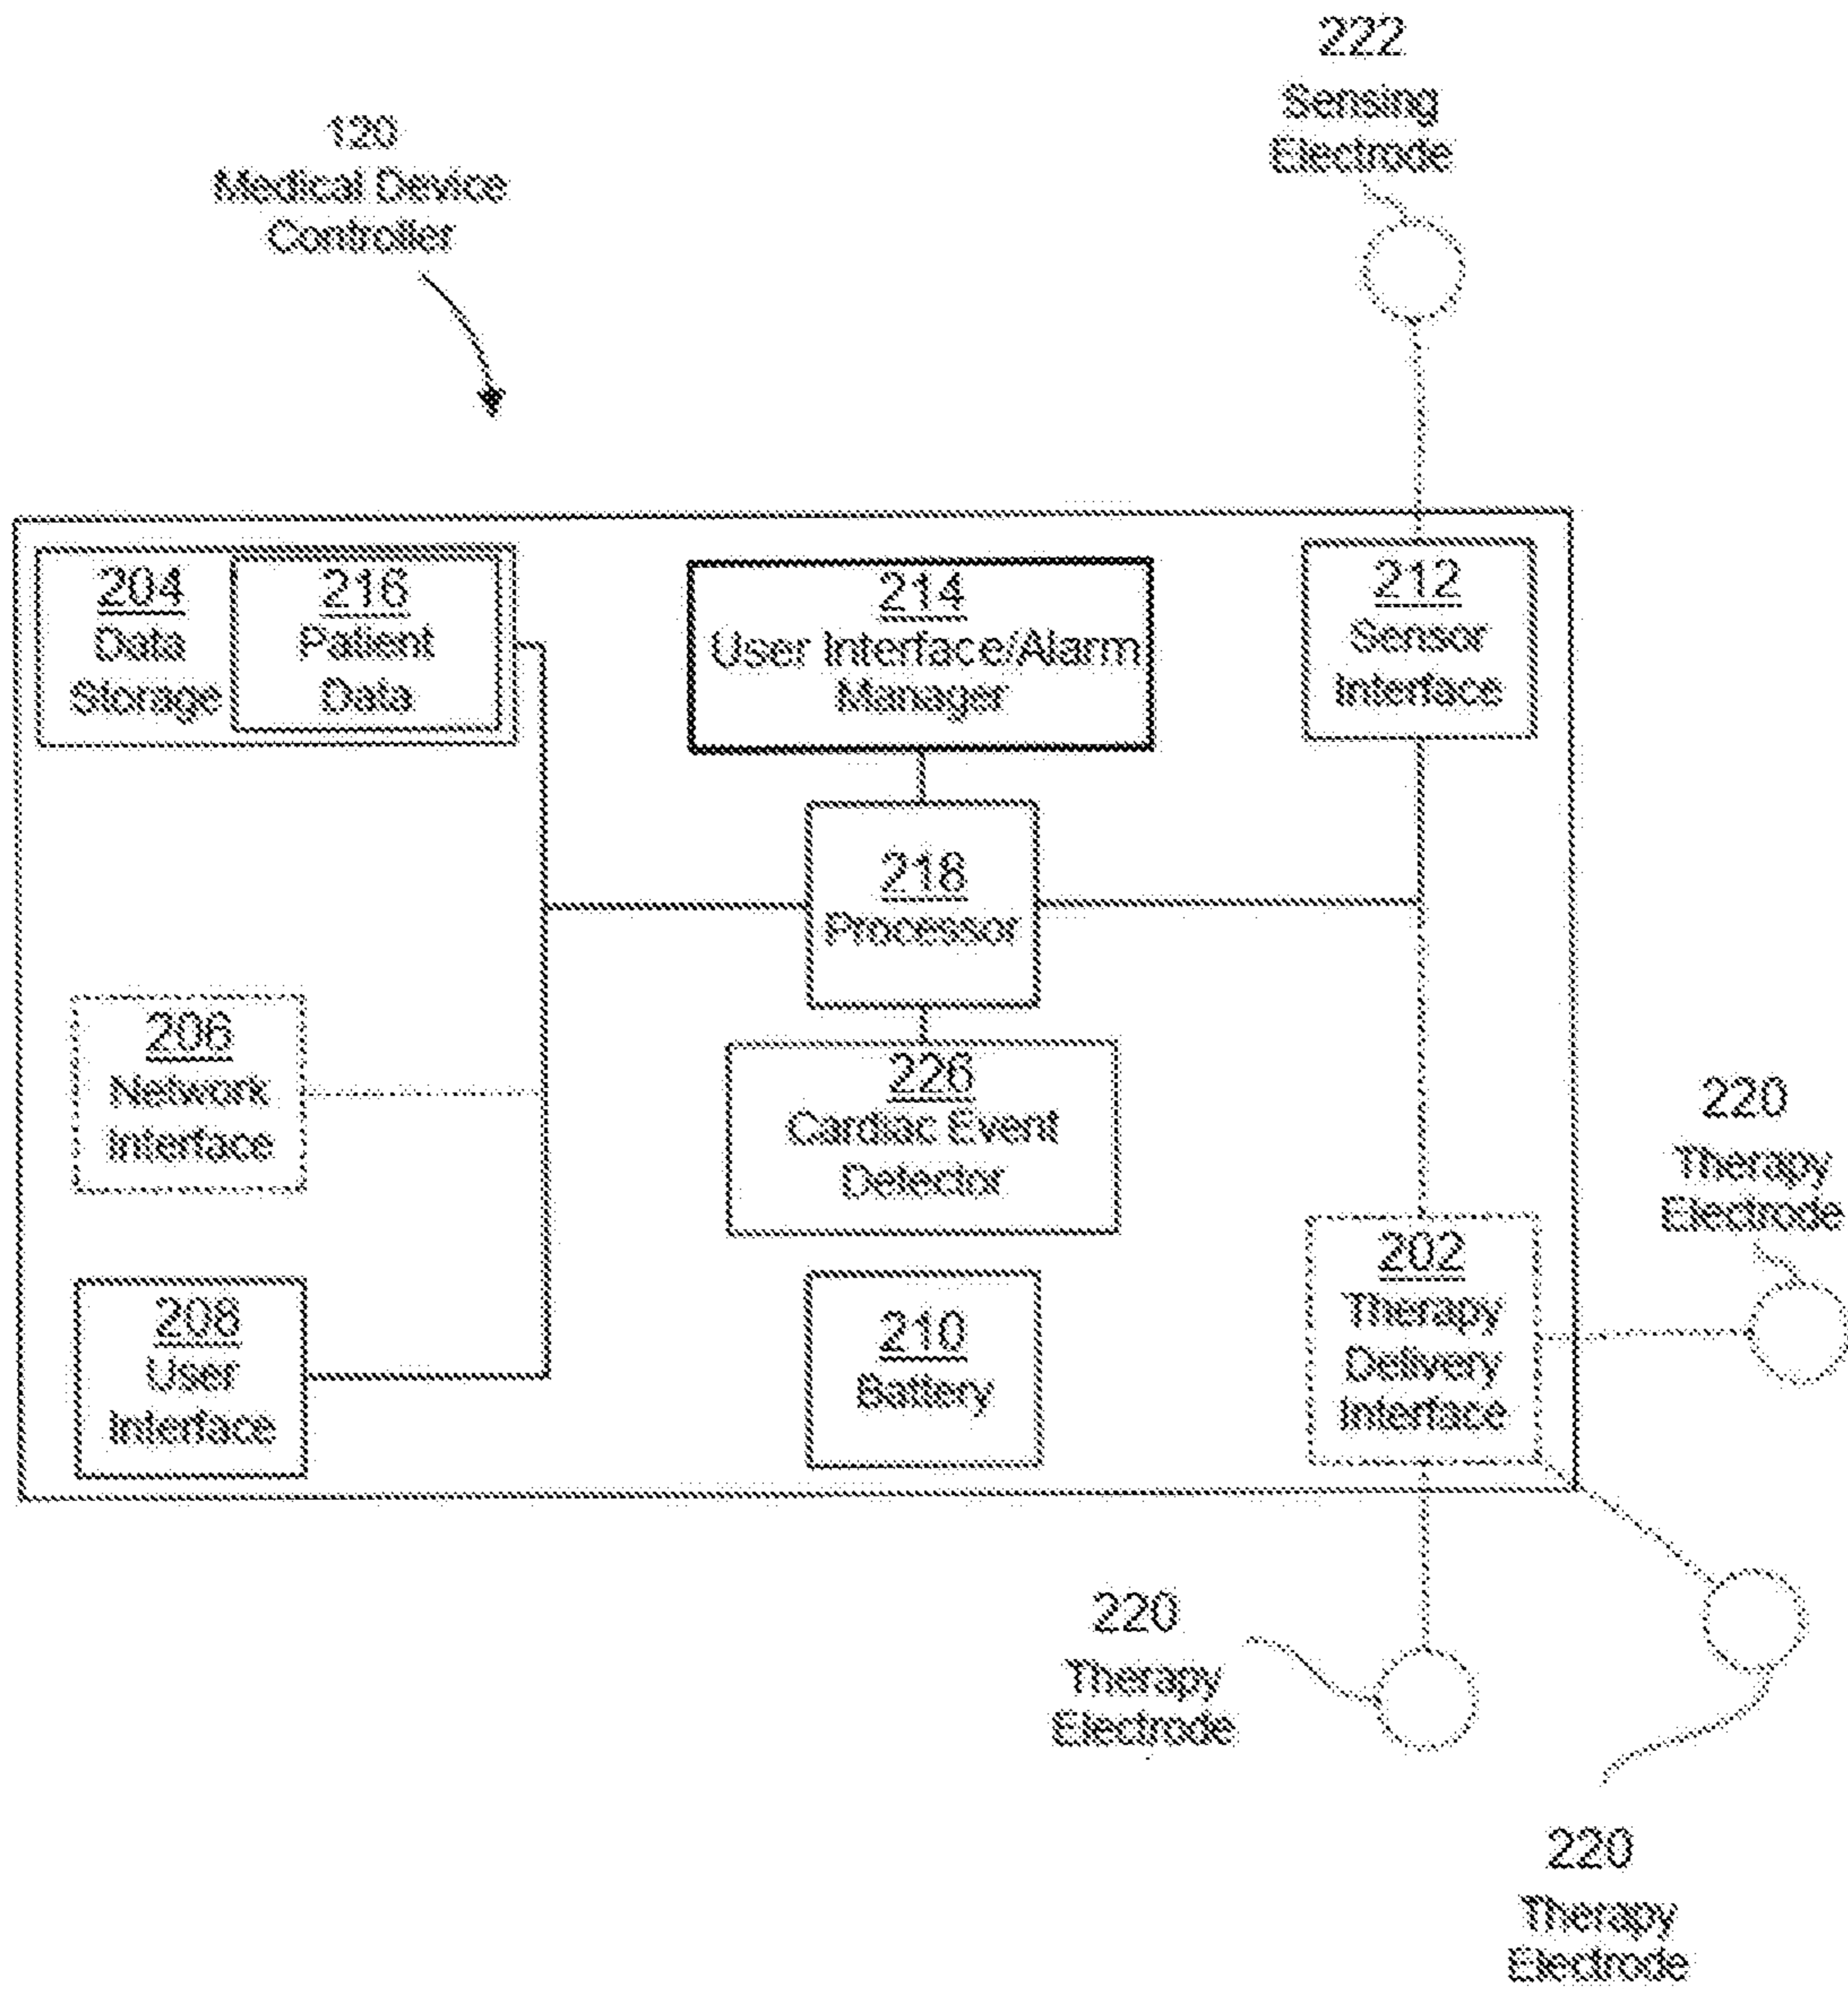 222
Sensing
Electrode
120
Medical Device
Controller
204
Data
Storage
216
Patient
Data
214
User Interface/Alarm
Manager
212
Sensor
Interface
218
Processor
206
Network
Interface
226
Cardiac Event
Detector
220
Therapy
Electrode
208
User
Interface
210
Battery
202
Therapy
Delivery
Interface
220
Therapy
Electrode
220
Therapy
Electrode